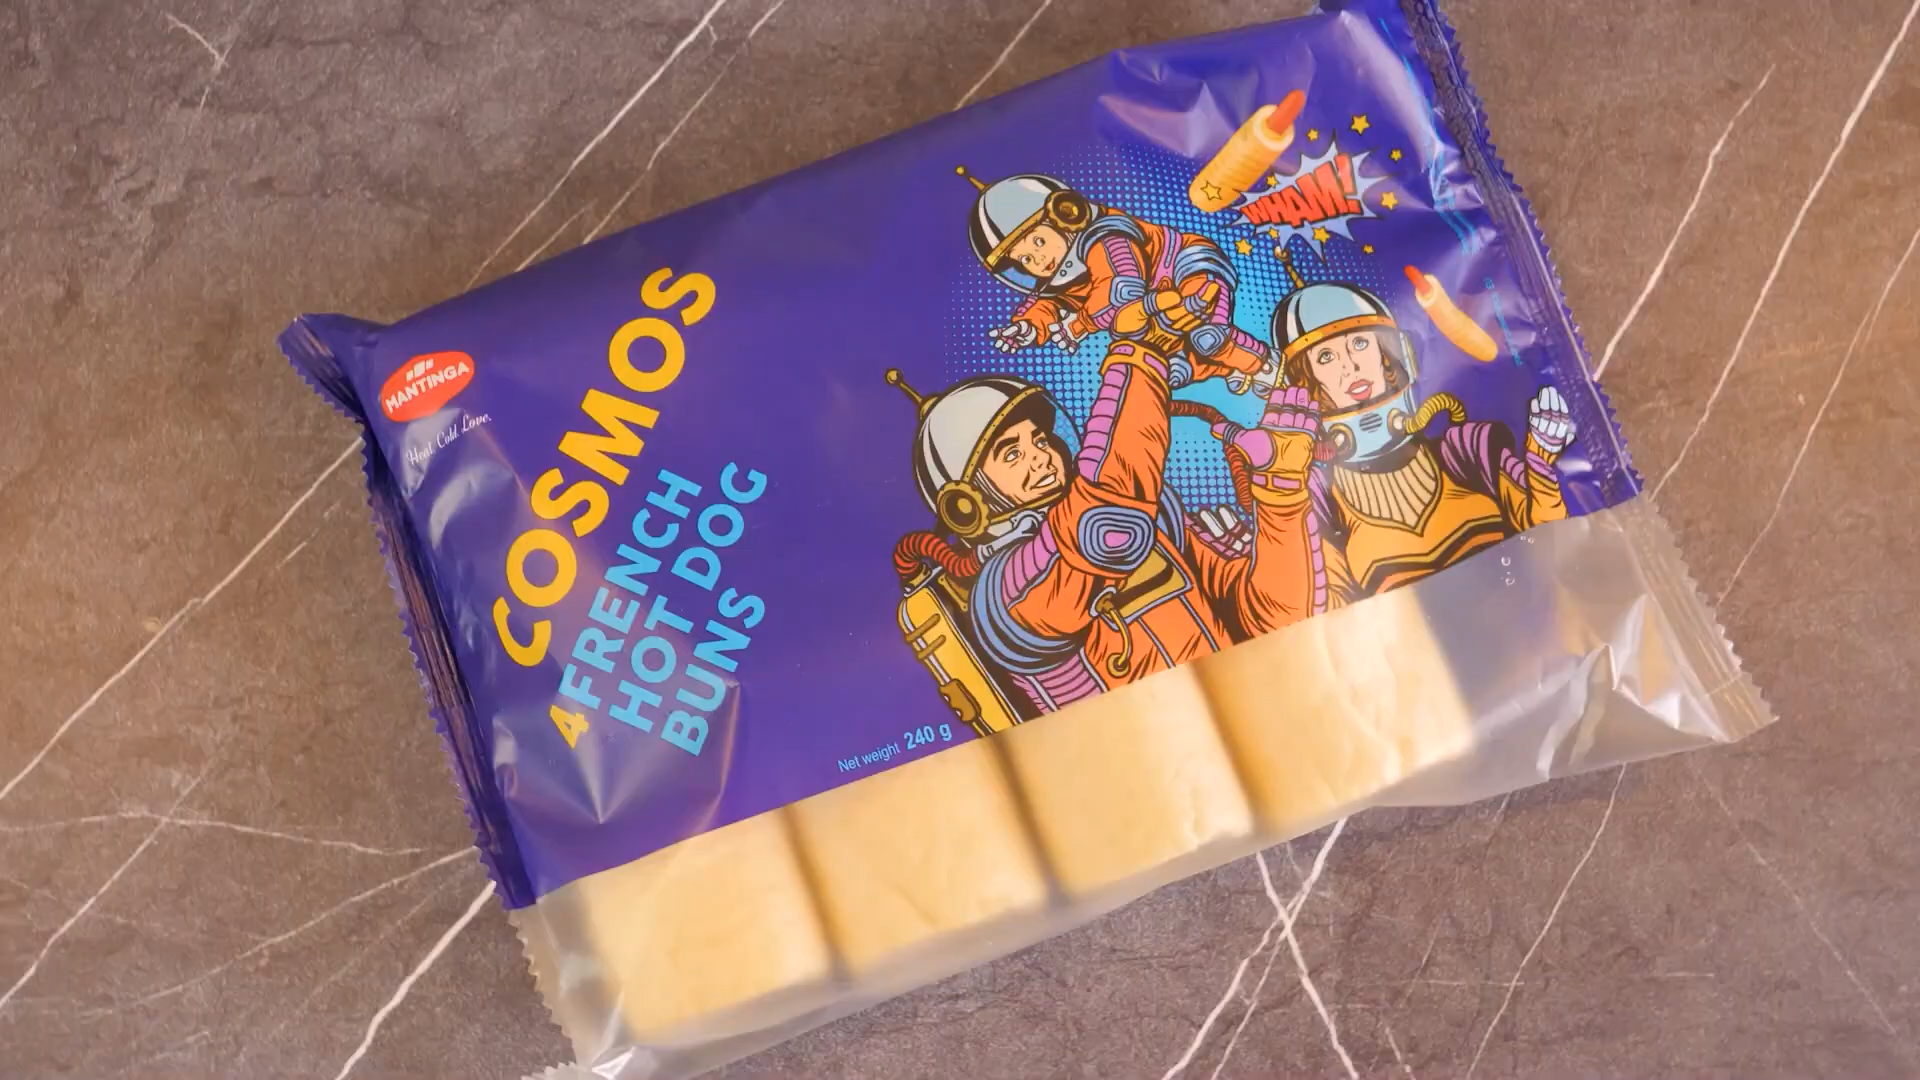 MANTINGA
Heat. Cold. Love.
COSMOS
4 FRENCH
HOT DOG
BUNS
Net weight 240 g
WHAM!